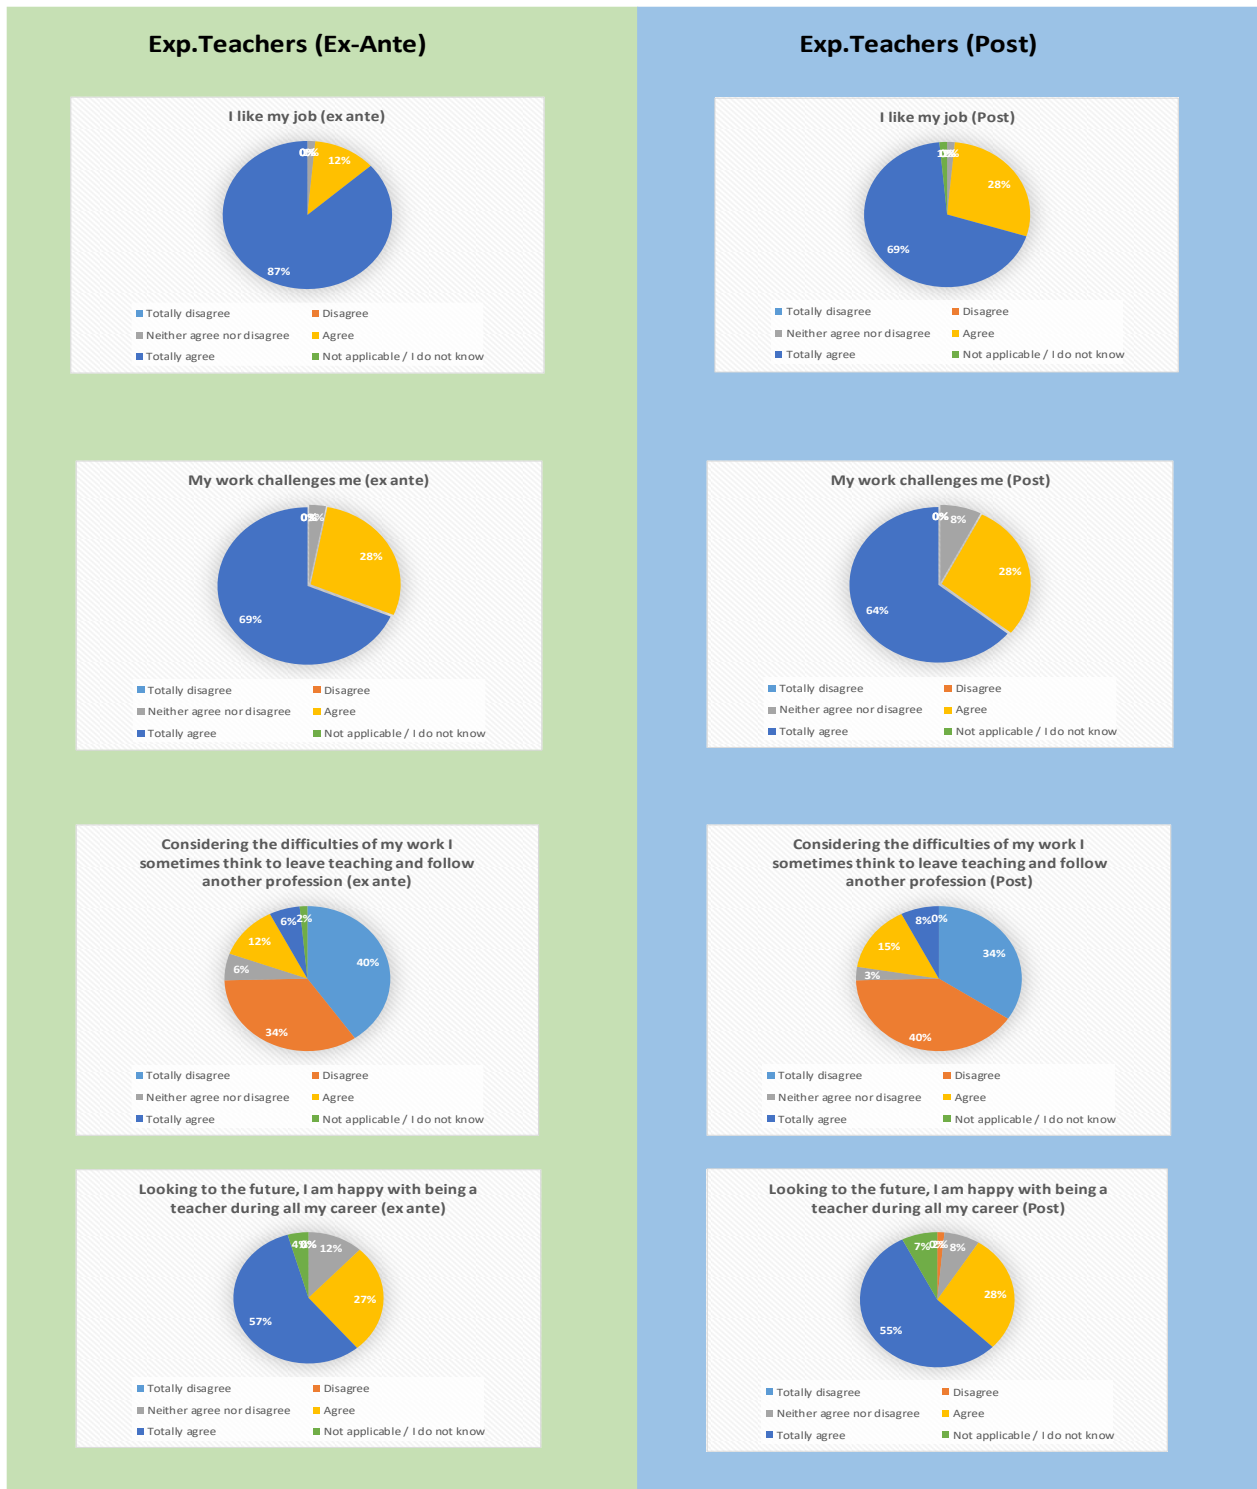 Exp.Teachers (Ex-Ante)
Exp.Teachers (Post)
I like my job (ex ante)
12%
87%
Totally disagree
Disagree
Neither agree nor disagree
Agree
Totally agree
Not applicable / I do not know
I like my job (Post)
28%
69%
Totally disagree
Disagree
Neither agree nor disagree
Agree
Totally agree
Not applicable / I do not know
My work challenges me (ex ante)
28%
69%
Totally disagree
Disagree
Neither agree nor disagree
Agree
Totally agree
Not applicable / I do not know
My work challenges me (Post)
0%
8%
28%
64%
Totally disagree
Disagree
Neither agree nor disagree
Agree
Totally agree
Not applicable / I do not know
Considering the difficulties of my work I
sometimes think to leave teaching and follow
another profession (ex ante)
6%
2%
12%
6%
40%
34%
Totally disagree
Disagree
Neither agree nor disagree
Agree
Totally agree
Not applicable / I do not know
Considering the difficulties of my work I
sometimes think to leave teaching and follow
another profession (Post)
8%
0%
15%
3%
34%
40%
Totally disagree
Disagree
Neither agree nor disagree
Agree
Totally agree
Not applicable / I do not know
Looking to the future, I am happy with being a
teacher during all my career (ex ante)
4%
0%
12%
27%
57%
Totally disagree
Disagree
Neither agree nor disagree
Agree
Totally agree
Not applicable / I do not know
Looking to the future, I am happy with being a
teacher during all my career (Post)
7%
0%
2%
8%
28%
55%
Totally disagree
Disagree
Neither agree nor disagree
Agree
Totally agree
Not applicable / I do not know